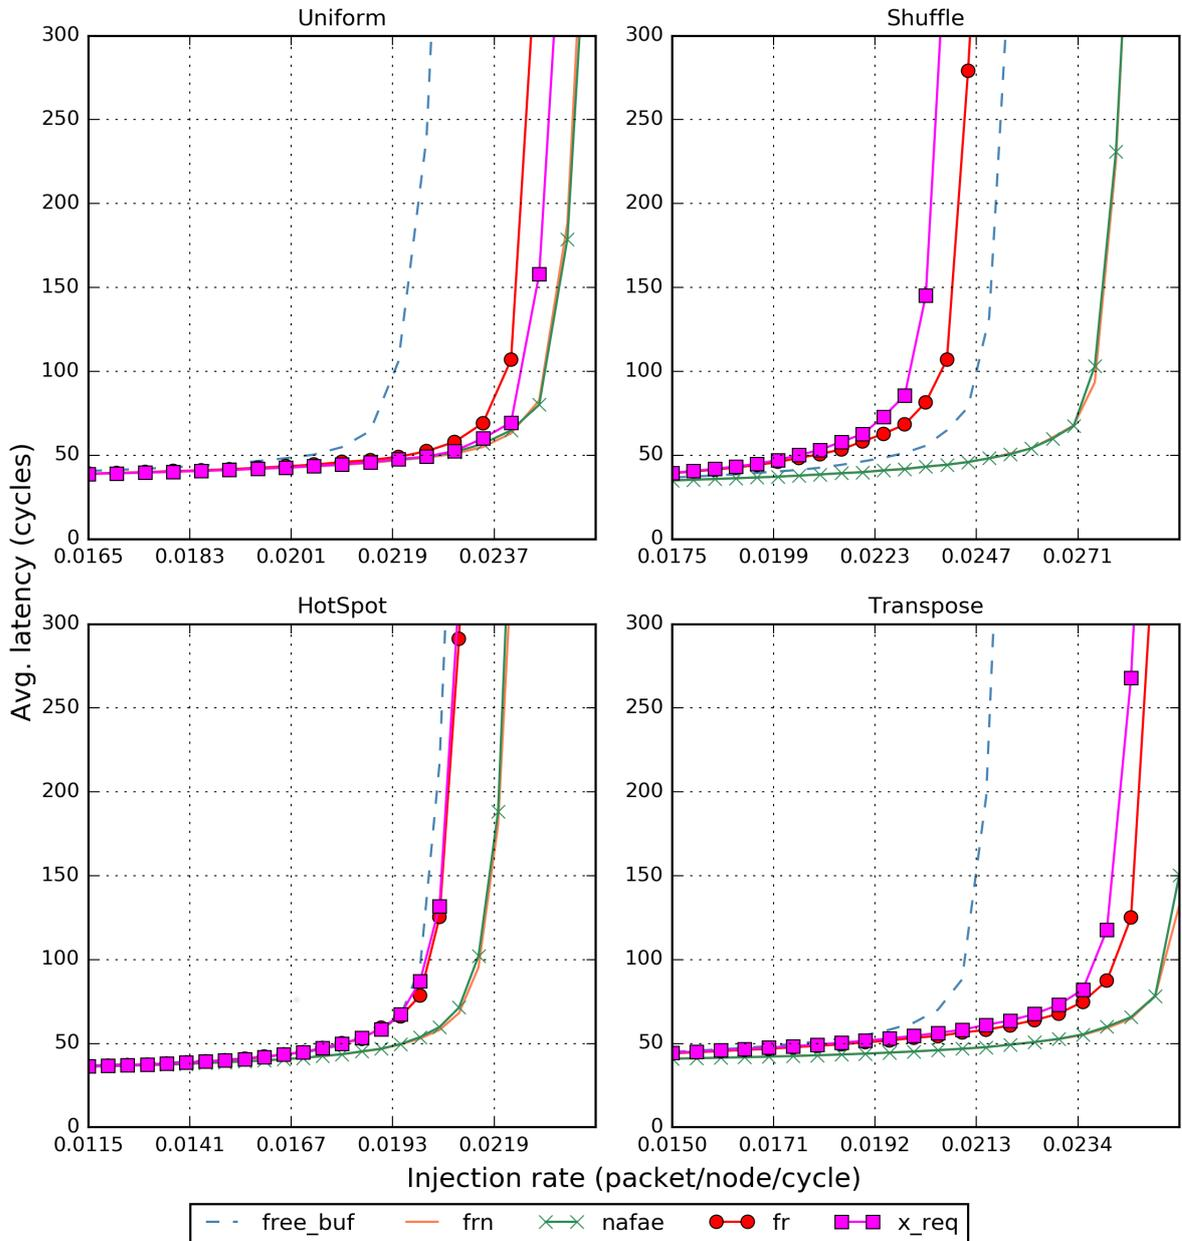 Uniform
300
250
200
150
100
50
0
0.0165 0.0183 0.0201 0.0219 0.0237
Shuffle
300
250
200
150
100
50
0
0.0175 0.0199 0.0223 0.0247 0.0271
HotSpot
300
250
200
150
100
50
0
0.0115 0.0141 0.0167 0.0193 0.0219
Transpose
300
250
200
150
100
50
0
0.0150 0.0171 0.0192 0.0213 0.0234
Avg. latency (cycles)
Injection rate (packet/node/cycle)
free_buf frn nafae fr x_req